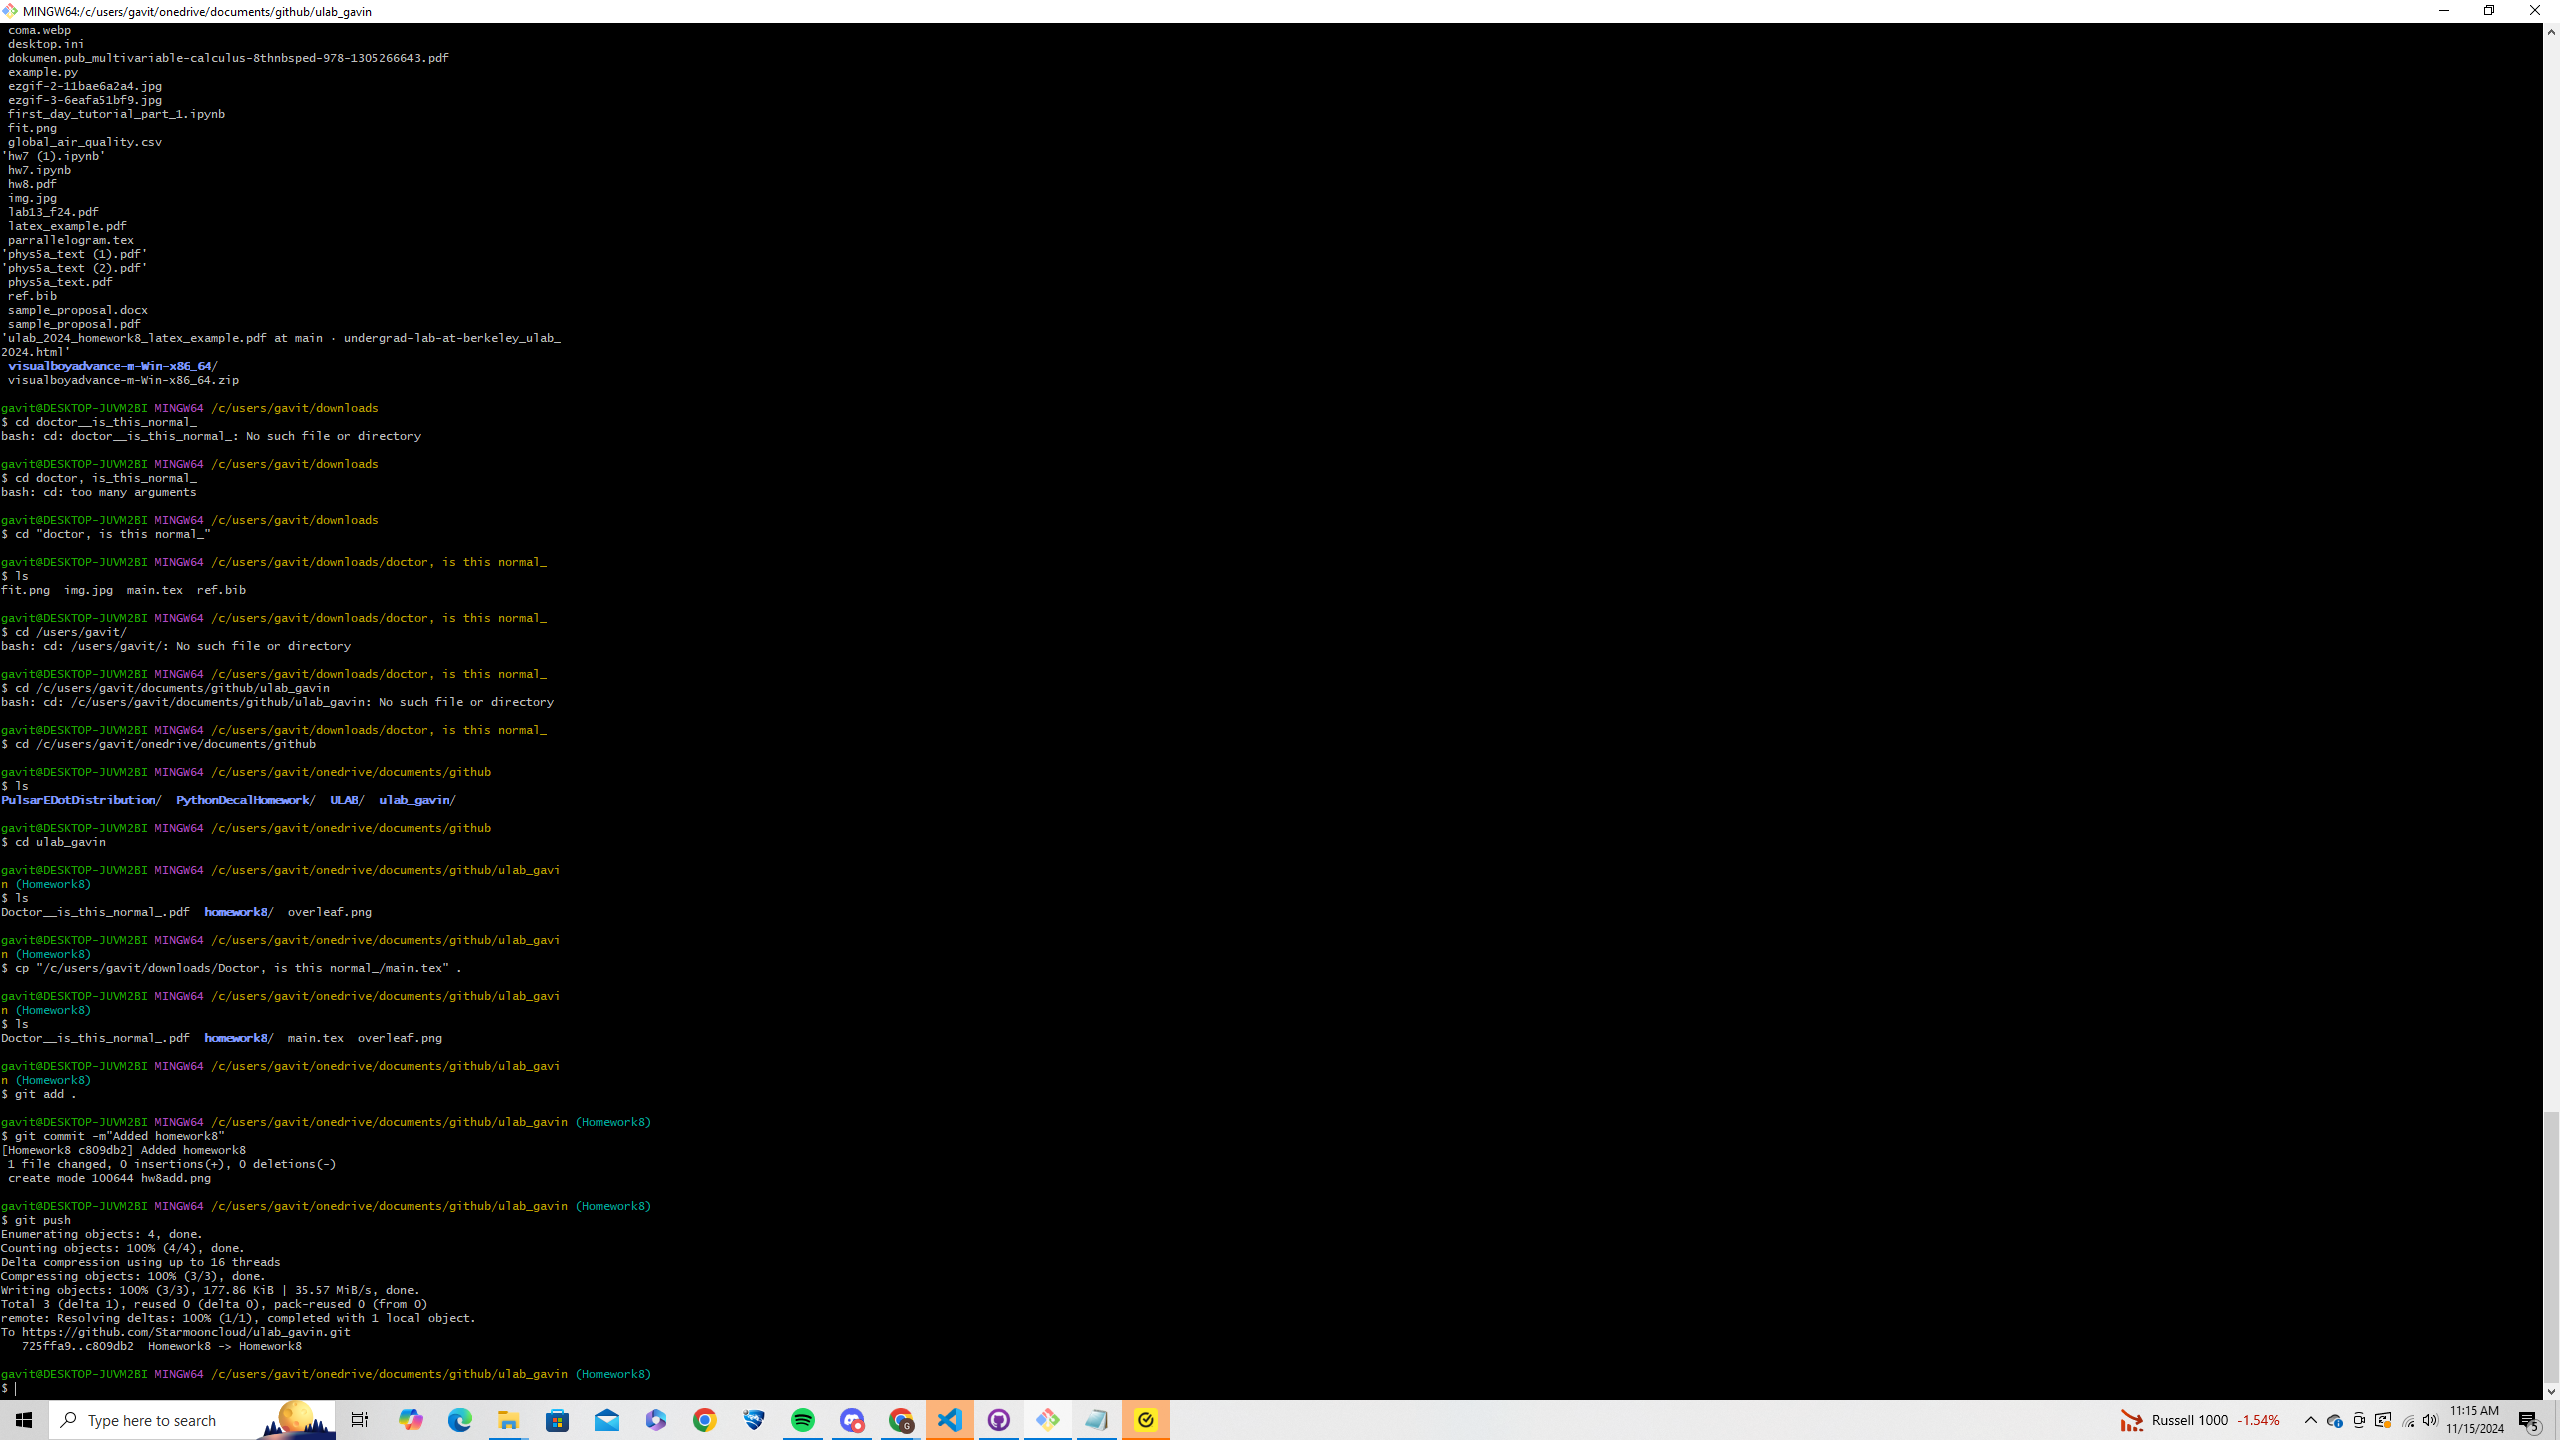 MINGW64:/c/users/gavit/onedrive/documents/github/ulab_gavin
coma.webp
desktop.ini
dokumen.pub_multivariable-calculus-8thnbsped-978-1305266643.pdf
example.py
ezgif-2-11bae6a2a4.jpg
ezgif-3-6eafa51bf9.jpg
first_day_tutorial_part_1.ipynb
fit.png
global_air_quality.csv
'hw7 (1).ipynb'
hw7.ipynb
hw8.pdf
img.jpg
lab13_f24.pdf
latex_example.pdf
parrallelogram.tex
'phys5a_text (1).pdf'
'phys5a_text (2).pdf'
phys5a_text.pdf
ref.bib
sample_proposal.docx
sample_proposal.pdf
'ulab_2024_homework8_latex_example.pdf at main · undergrad-lab-at-berkeley_ulab_
2024.html'
visualboyadvance-m-Win-x86_64/
visualboyadvance-m-Win-x86_64.zip
gavit@DESKTOP-JUVM2BI MINGW64 /c/users/gavit/downloads
$ cd doctor__is_this_normal_
bash: cd: doctor__is_this_normal_: No such file or directory
gavit@DESKTOP-JUVM2BI MINGW64 /c/users/gavit/downloads
$ cd doctor, is_this_normal_
bash: cd: too many arguments
gavit@DESKTOP-JUVM2BI MINGW64 /c/users/gavit/downloads
$ cd "doctor, is this normal_"
gavit@DESKTOP-JUVM2BI MINGW64 /c/users/gavit/downloads/doctor, is this normal_
$ ls
fit.png  img.jpg  main.tex  ref.bib
gavit@DESKTOP-JUVM2BI MINGW64 /c/users/gavit/downloads/doctor, is this normal_
$ cd /users/gavit/
bash: cd: /users/gavit/: No such file or directory
gavit@DESKTOP-JUVM2BI MINGW64 /c/users/gavit/downloads/doctor, is this normal_
$ cd /c/users/gavit/documents/github/ulab_gavin
bash: cd: /c/users/gavit/documents/github/ulab_gavin: No such file or directory
gavit@DESKTOP-JUVM2BI MINGW64 /c/users/gavit/downloads/doctor, is this normal_
$ cd /c/users/gavit/onedrive/documents/github
gavit@DESKTOP-JUVM2BI MINGW64 /c/users/gavit/onedrive/documents/github
$ ls
PulsarEDotDistribution/  PythonDecalHomework/  ULAB/  ulab_gavin/
gavit@DESKTOP-JUVM2BI MINGW64 /c/users/gavit/onedrive/documents/github
$ cd ulab_gavin
gavit@DESKTOP-JUVM2BI MINGW64 /c/users/gavit/onedrive/documents/github/ulab_gavi
n (Homework8)
$ ls
Doctor__is_this_normal_.pdf  homework8/  overleaf.png
gavit@DESKTOP-JUVM2BI MINGW64 /c/users/gavit/onedrive/documents/github/ulab_gavi
n (Homework8)
$ cp "/c/users/gavit/downloads/Doctor, is this normal_/main.tex" .
gavit@DESKTOP-JUVM2BI MINGW64 /c/users/gavit/onedrive/documents/github/ulab_gavi
n (Homework8)
$ ls
Doctor__is_this_normal_.pdf  homework8/  main.tex  overleaf.png
gavit@DESKTOP-JUVM2BI MINGW64 /c/users/gavit/onedrive/documents/github/ulab_gavi
n (Homework8)
$ git add .
gavit@DESKTOP-JUVM2BI MINGW64 /c/users/gavit/onedrive/documents/github/ulab_gavin (Homework8)
$ git commit -m"Added homework8"
[Homework8 c809db2] Added homework8
1 file changed, 0 insertions(+), 0 deletions(-)
create mode 100644 hw8add.png
gavit@DESKTOP-JUVM2BI MINGW64 /c/users/gavit/onedrive/documents/github/ulab_gavin (Homework8)
$ git push
Enumerating objects: 4, done.
Counting objects: 100% (4/4), done.
Delta compression using up to 16 threads
Compressing objects: 100% (3/3), done.
Writing objects: 100% (3/3), 177.86 KiB | 35.57 MiB/s, done.
Total 3 (delta 1), reused 0 (delta 0), pack-reused 0 (from 0)
remote: Resolving deltas: 100% (1/1), completed with 1 local object.
To https://github.com/Starmooncloud/ulab_gavin.git
725ffa9..c809db2  Homework8 -> Homework8
gavit@DESKTOP-JUVM2BI MINGW64 /c/users/gavit/onedrive/documents/github/ulab_gavin (Homework8)
$
Type here to search
G
Russell 1000 -1.54%
11:15 AM
11/15/2024
5